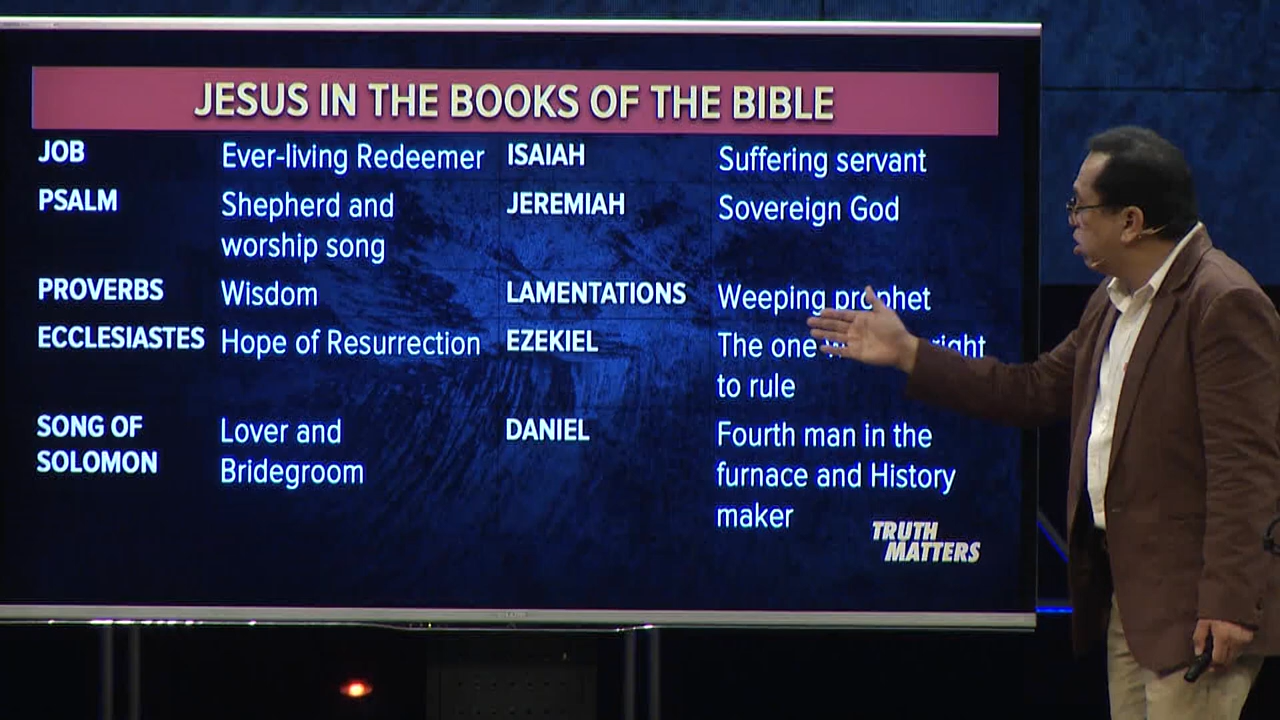 JESUS IN THE BOOKS OF THE BIBLE
JOB
Ever-living Redeemer
PSALM
Shepherd and
worship song
PROVERBS
Wisdom
ECCLESIASTES
Hope of Resurrection
SONG OF
SOLOMON
Lover and
Bridegroom
ISAIAH
Suffering servant
JEREMIAH
Sovereign God
LAMENTATIONS
Weeping prophet
EZEKIEL
The one right
to rule
DANIEL
Fourth man in the
furnace and History
maker
TRUTH
MATTERS